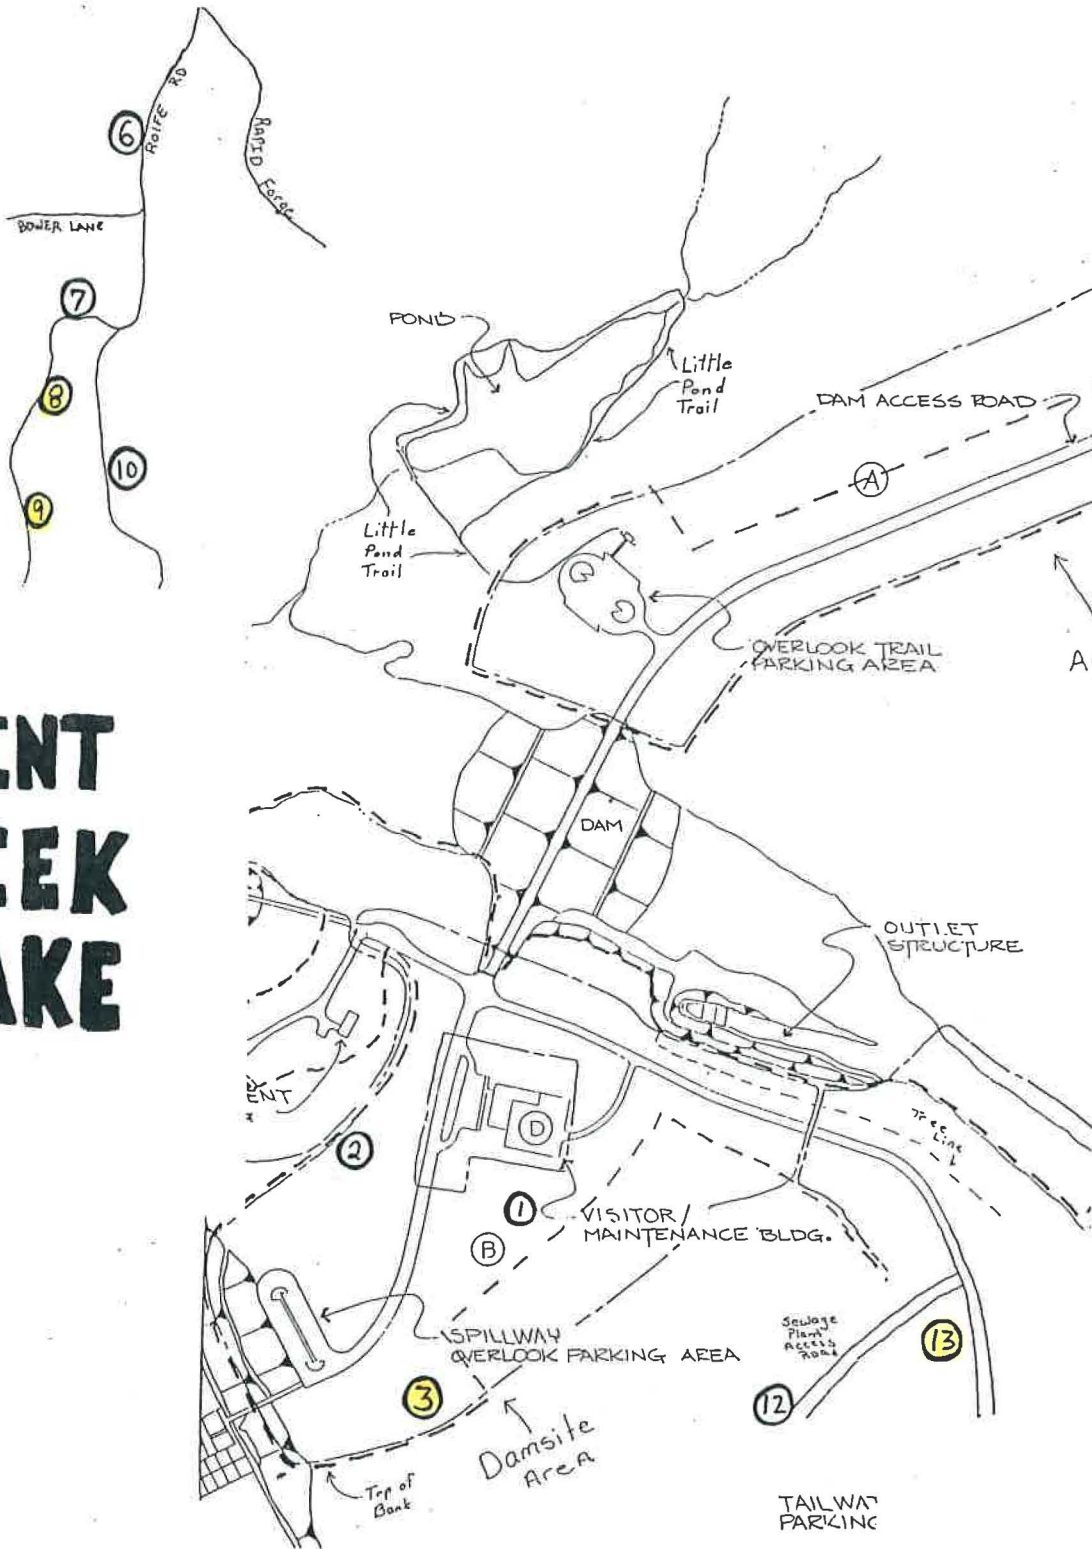 6
ROIFE RD
RAPID Forge
BOWER LANE
7
8
10
9
POND
Little
Pond
Trail
DAM ACCESS ROAD
A
Little
Pond
Trail
OVERLOOK TRAIL
PARKING AREA
A
ENT
EEK
AKE
DAM
OUTLET
STRUCTURE
ENT
Tree
Line
D
2
1
VISITOR/
MAINTENANCE BLDG.
B
SPILLWAY
OVERLOOK PARKING AREA
Sewage
Plant
Access
Road
13
3
12
Damsite
Area
Top of
Bank
TAILWAT
PARKING